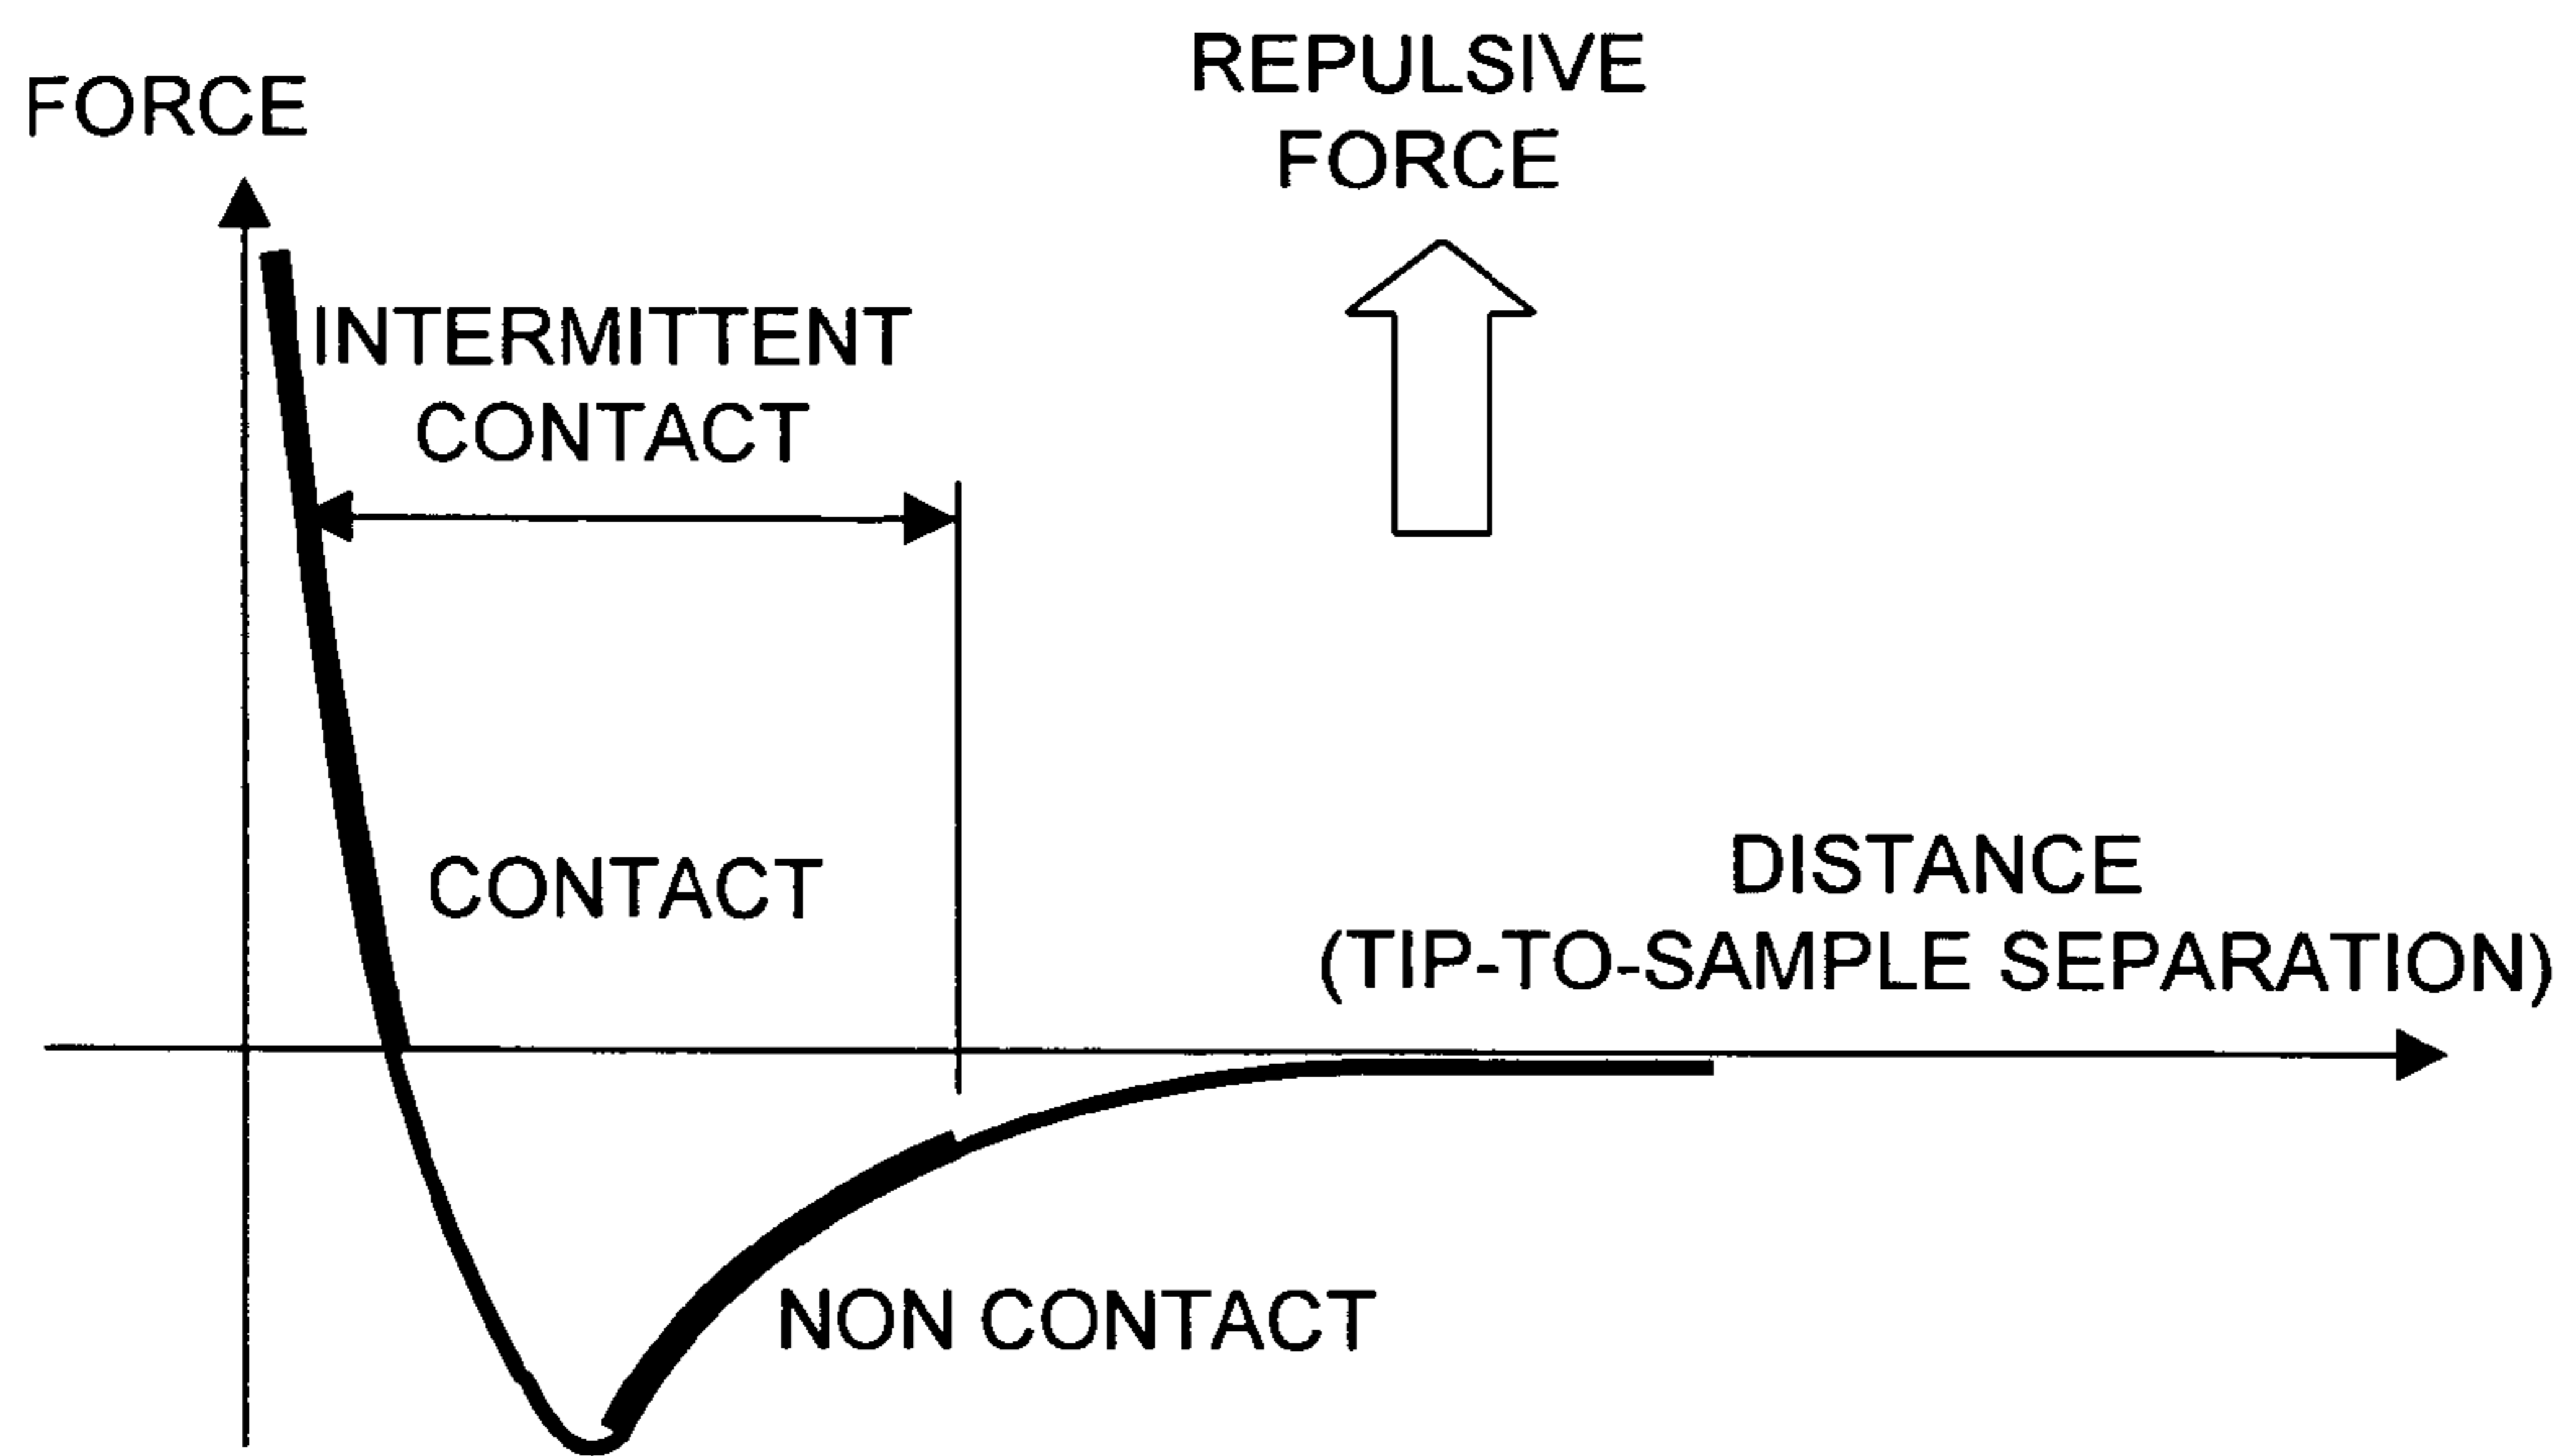 FORCE
REPULSIVE
FORCE
INTERMITTENT
CONTACT
CONTACT
DISTANCE
(TIP-TO-SAMPLE SEPARATION)
NON CONTACT